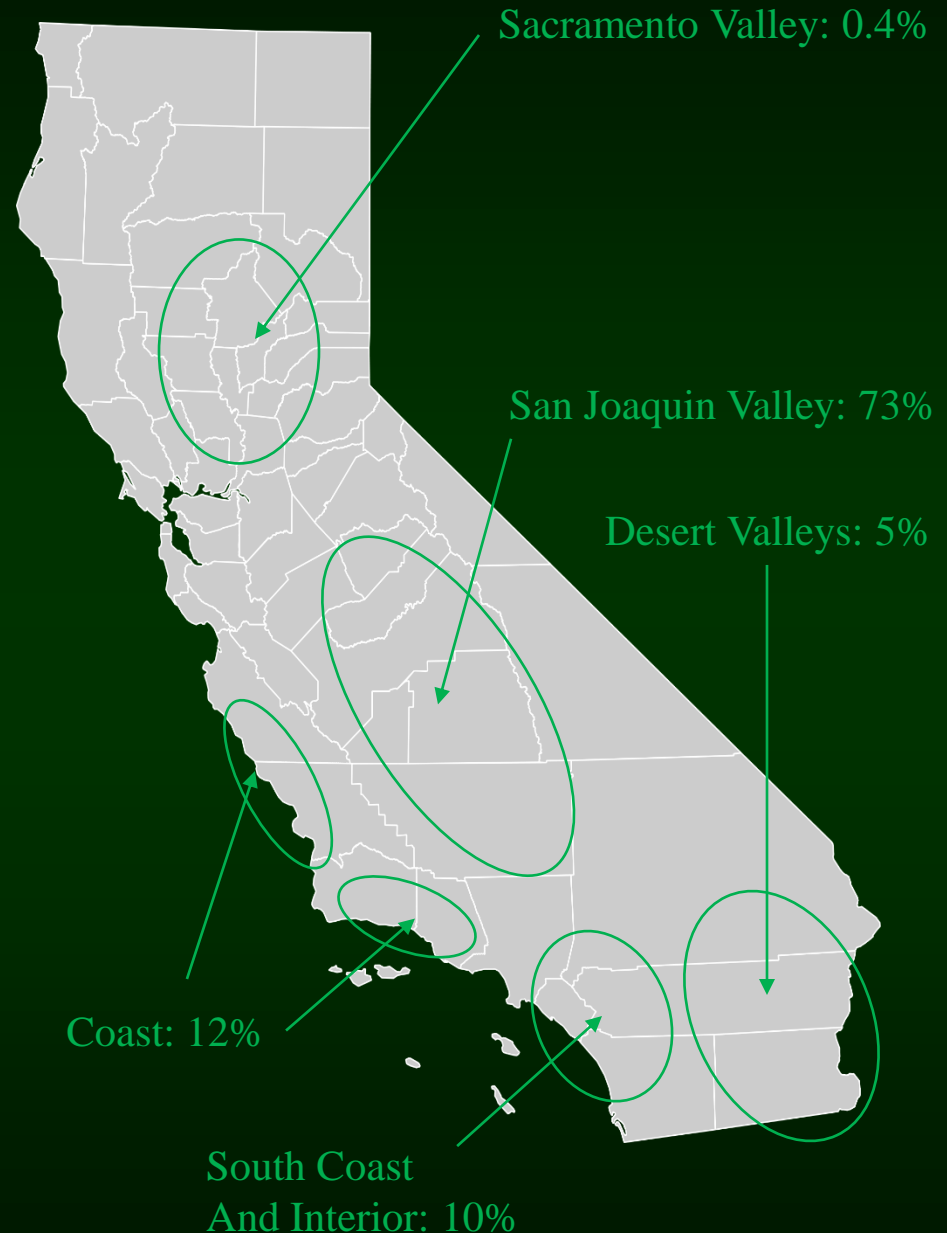 Sacramento Valley: 0.4%
San Joaquin Valley: 73%
Desert Valleys: 5%
Coast: 12%
South Coast
And Interior: 10%